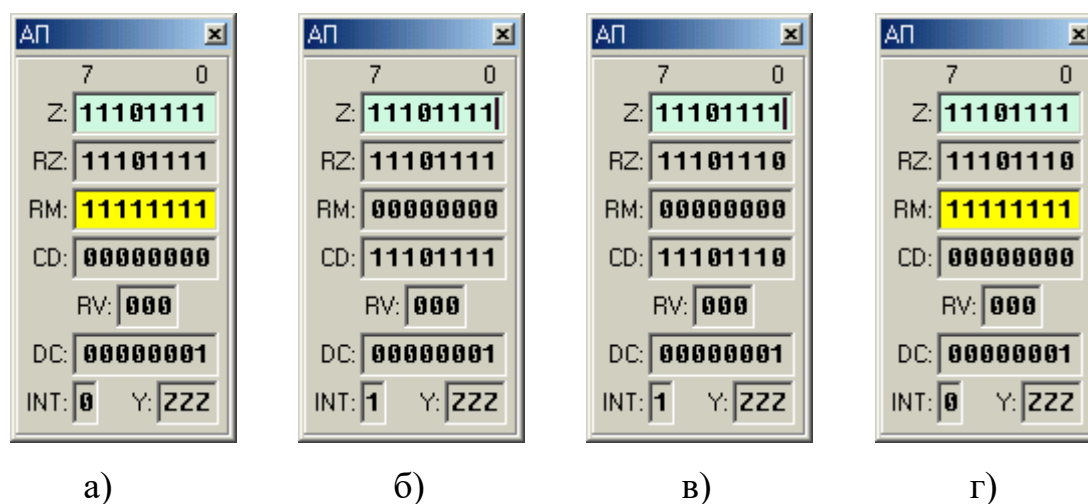 АП АП АП АП
7 0 7 0 7 0 7 0
Z: 11101111 Z: 11101111 Z: 11101111 Z: 11101111
RZ: 11101111 RZ: 11101111 RZ: 11101110 RZ: 11101110
RM: 11111111 RM: 00000000 RM: 00000000 RM: 11111111
CD: 00000000 CD: 11101111 CD: 11101110 CD: 00000000
RV: 000 RV: 000 RV: 000 RV: 000
DC: 00000001 DC: 00000001 DC: 00000001 DC: 00000001
INT: 0 Y: ZZZ INT: 1 Y: ZZZ INT: 1 Y: ZZZ INT: 0 Y: ZZZ
а) б) в) г)